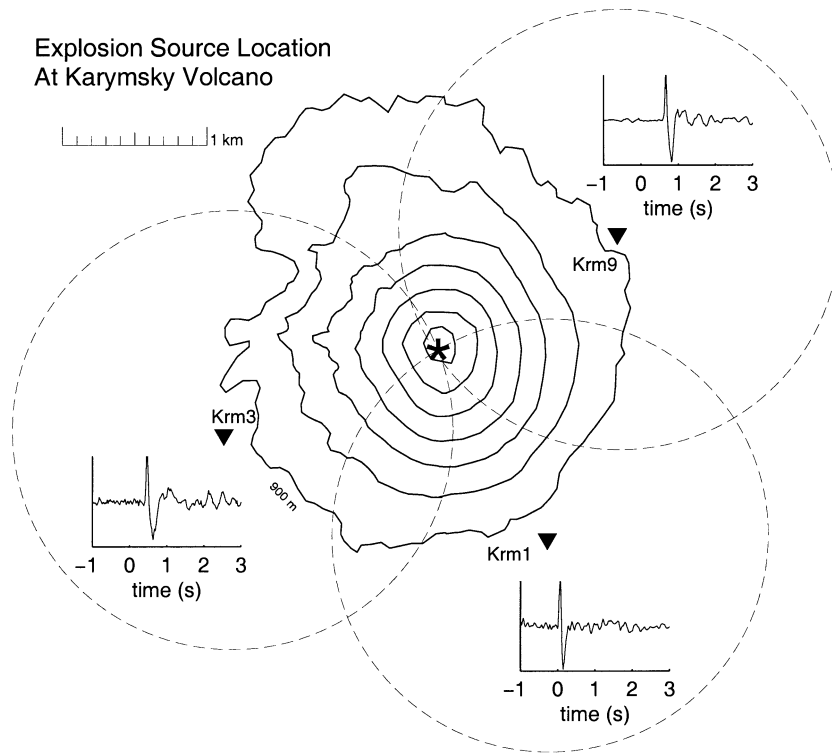 Explosion Source Location
At Karymsky Volcano
1 km
−1 0 1 2 3
time (s)
Krm9
Krm3
900 m
−1 0 1 2 3
time (s)
Krm1
−1 0 1 2 3
time (s)